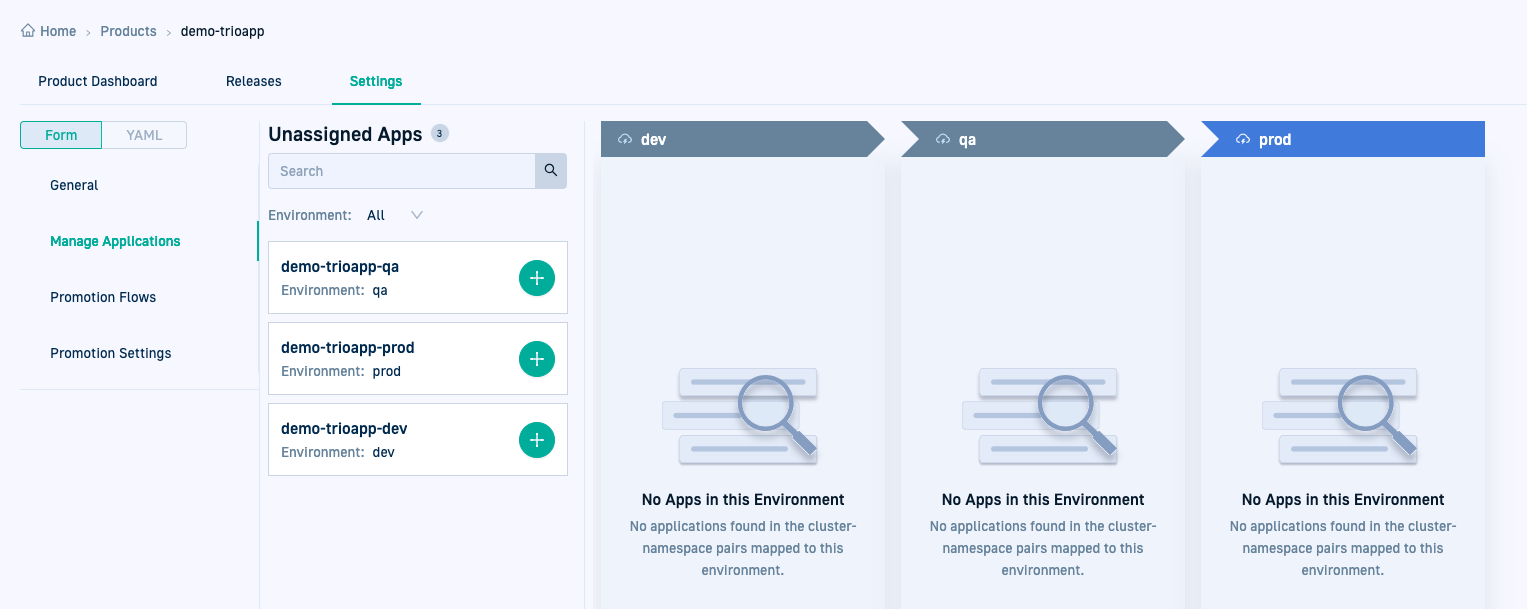 Home > Products > demo-trioapp
Product Dashboard Releases Settings
Form YAML
General
Manage Applications
Promotion Flows
Promotion Settings
Unassigned Apps 3
Search
Environment: All
demo-trioapp-qa
Environment: qa
demo-trioapp-prod
Environment: prod
demo-trioapp-dev
Environment: dev
dev
No Apps in this Environment
No applications found in the cluster-
namespace pairs mapped to this
environment.
qa
No Apps in this Environment
No applications found in the cluster-
namespace pairs mapped to this
environment.
prod
No Apps in this Environment
No applications found in the cluster-
namespace pairs mapped to this
environment.